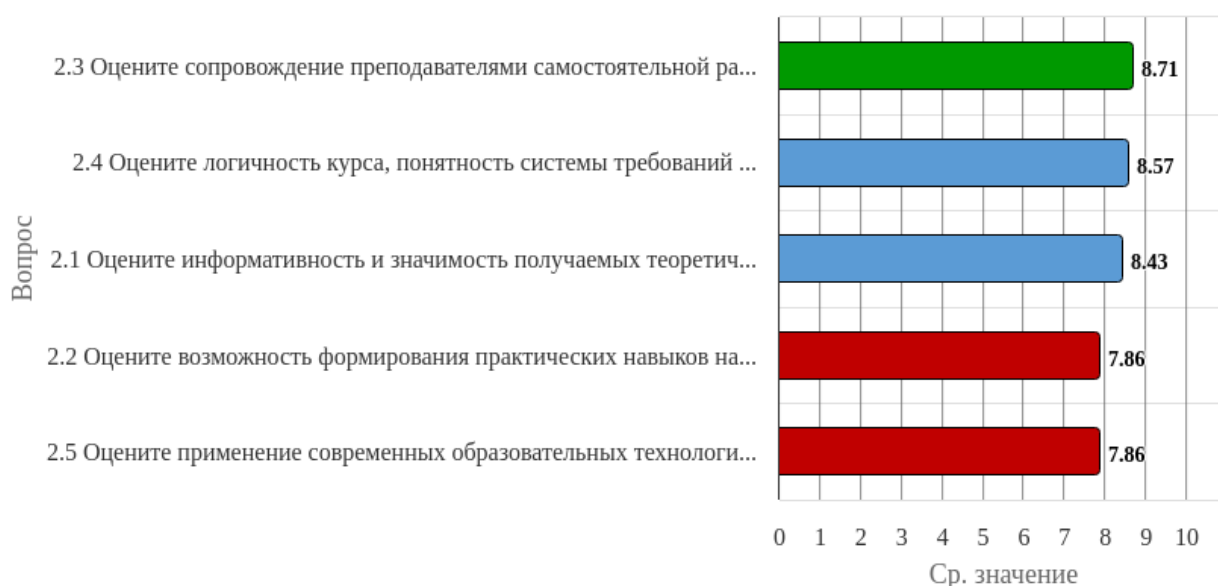 2.3 Оцените сопровождение преподавателями самостоятельной ра...
8.71
2.4 Оцените логичность курса, понятность системы требований ...
8.57
2.1 Оцените информативность и значимость получаемых теоретич...
8.43
2.2 Оцените возможность формирования практических навыков на...
7.86
2.5 Оцените применение современных образовательных технологи...
7.86
Вопрос
0 1 2 3 4 5 6 7 8 9 10
Ср. значение